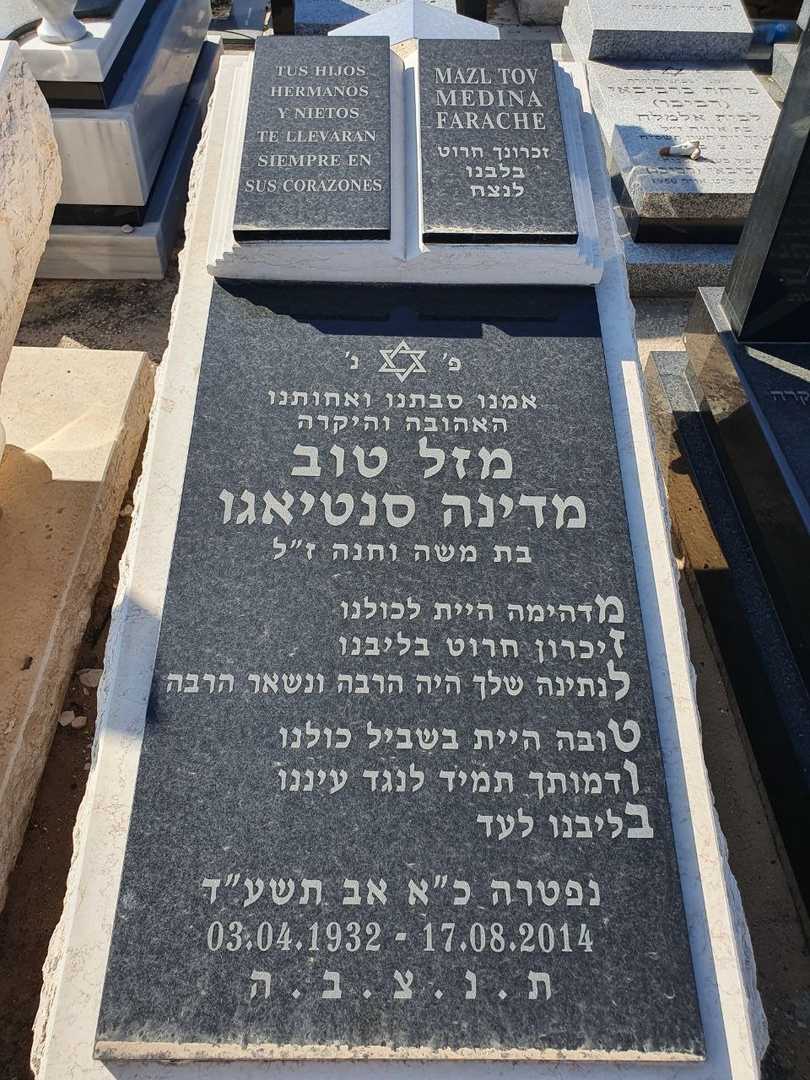 TUS HIJOS
HERMANOS
Y NIETOS
TE LLEVARAN
SIEMPRE EN
SUS CORAZONES
MAZL TOV
MEDINA
FARACHE
זכרונך חרוט
בלבנו
לנצח
פ' נ'
אמנו סבתנו ואחותנו
האהובה והיקרה
מזל טוב
מדינה סנטיאגו
בת משה וחנה ז"ל
מדהימה היית לכולנו
זיכרון חרוט בליבנו
לנתינה שלך היה הרבה ונשאר הרבה
טובה היית בשביל כולנו
ודמותך תמיד לנגד עיננו
בליבנו לעד
נפטרה כ"א אב תשע"ד
03.04.1932 - 17.08.2014
ת . נ . צ . ב . ה
לבית אלמליח